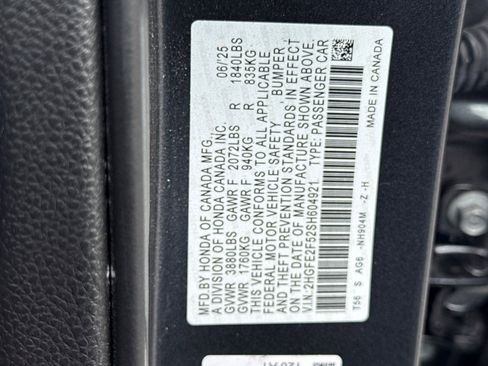 MFD. BY HONDA OF CANADA MFG. 06/25
A DIVISION OF HONDA CANADA INC.
GVWR 3880LBS GAWR F 2072LBS R 1840LBS
GVWR 1760KG GAWR F 940KG R 835KG
THIS VEHICLE CONFORMS TO ALL APPLICABLE
FEDERAL MOTOR VEHICLE SAFETY, BUMPER,
AND THEFT PREVENTION STANDARDS IN EFFECT
ON THE DATE OF MANUFACTURE SHOWN ABOVE.
V.I.N. 2HGFE2F52SH604921 TYPE: PASSENGER CAR
T56 S AG6 -NH904M -Z -H MADE IN CANADA